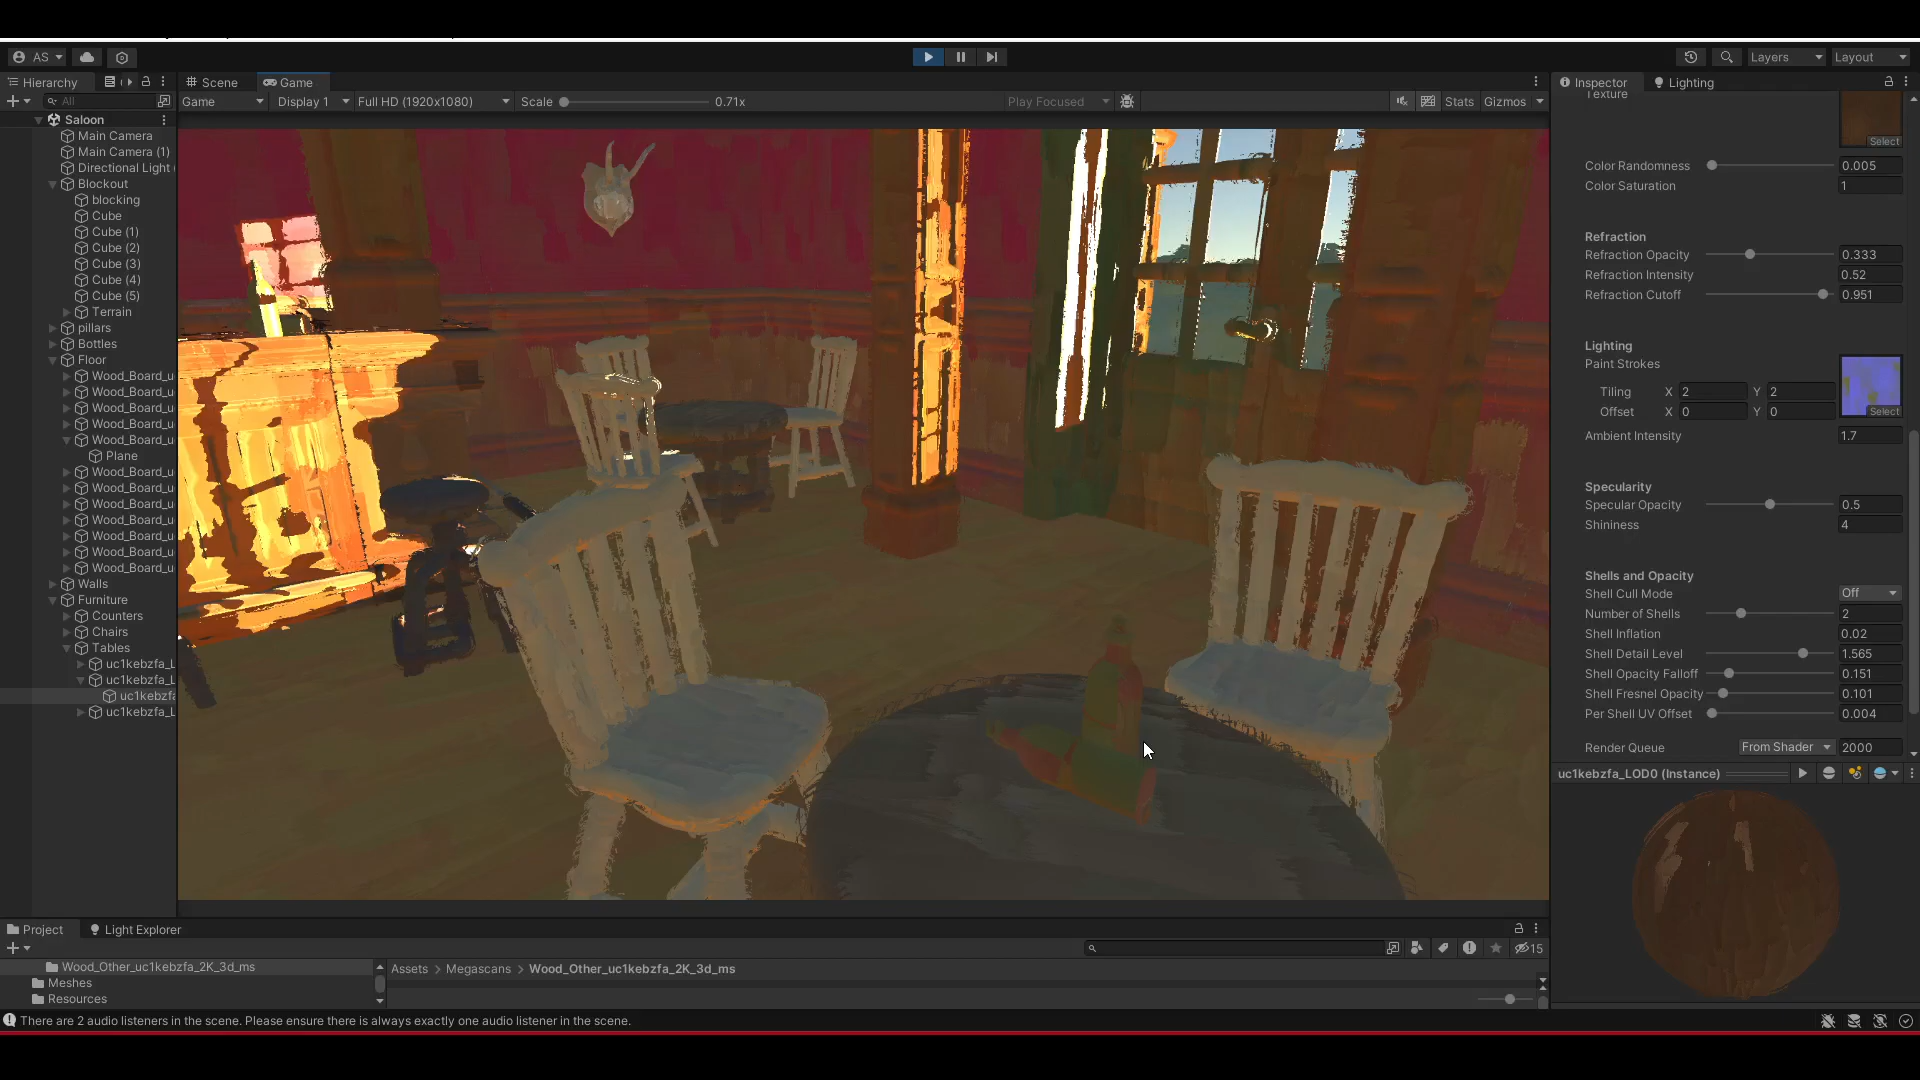 AS
Layers
Layout
Hierarchy
Scene
Game
Inspector
Lighting
All
Game
Display 1
Full HD (1920x1080)
Scale
0.71x
Play Focused
Stats
Gizmos
Saloon
Main Camera
Main Camera (1)
Directional Light
Blockout
blocking
Cube
Cube (1)
Cube (2)
Cube (3)
Cube (4)
Cube (5)
Terrain
pillars
Bottles
Floor
Wood_Board_u
Wood_Board_u
Wood_Board_u
Wood_Board_u
Wood_Board_u
Plane
Wood_Board_u
Wood_Board_u
Wood_Board_u
Wood_Board_u
Wood_Board_u
Wood_Board_u
Wood_Board_u
Walls
Furniture
Counters
Chairs
Tables
uc1kebzfa_L
uc1kebzfa_L
uc1kebzfa
uc1kebzfa_L
Texture
Select
Color Randomness 0.005
Color Saturation 1
Refraction
Refraction Opacity 0.333
Refraction Intensity 0.52
Refraction Cutoff 0.951
Lighting
Paint Strokes
Tiling X 2 Y 2
Offset X 0 Y 0
Select
Ambient Intensity 1.7
Specularity
Specular Opacity 0.5
Shininess 4
Shells and Opacity
Shell Cull Mode Off
Number of Shells 2
Shell Inflation 0.02
Shell Detail Level 1.565
Shell Opacity Falloff 0.151
Shell Fresnel Opacity 0.101
Per Shell UV Offset 0.004
Render Queue From Shader 2000
uc1kebzfa_LOD0 (Instance)
Project
Light Explorer
15
Wood_Other_uc1kebzfa_2K_3d_ms
Meshes
Resources
Assets > Megascans > Wood_Other_uc1kebzfa_2K_3d_ms
There are 2 audio listeners in the scene. Please ensure there is always exactly one audio listener in the scene.